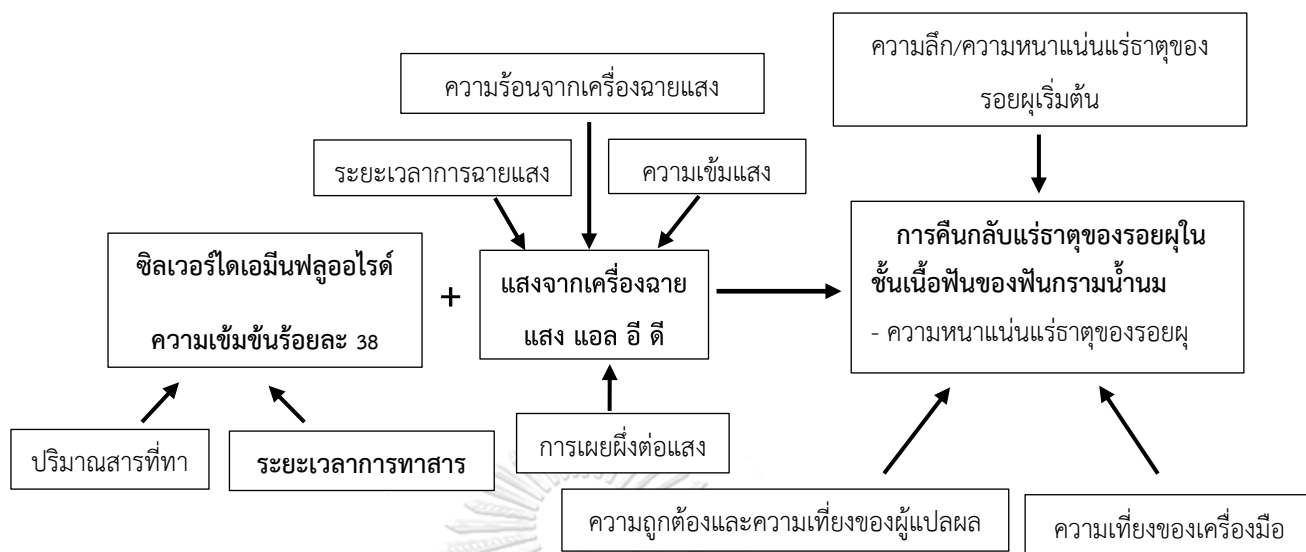 ความลึก/ความหนาแน่นแร่ธาตุของ
รอยผุเริ่มต้น
ความร้อนจากเครื่องฉายแสง
ระยะเวลาการฉายแสง
ความเข้มแสง
ซิลเวอร์ไดเอมีนฟลูออไรด์
ความเข้มข้นร้อยละ 38
+
แสงจากเครื่องฉาย
แสง แอล อี ดี
การคืนกลับแร่ธาตุของรอยผุใน
ชั้นเนื้อฟันของฟันกรามน้ำนม
- ความหนาแน่นแร่ธาตุของรอยผุ
ปริมาณสารที่ทา
ระยะเวลาการทาสาร
การเผยผึ่งต่อแสง
ความถูกต้องและความเที่ยงของผู้แปลผล
ความเที่ยงของเครื่องมือ